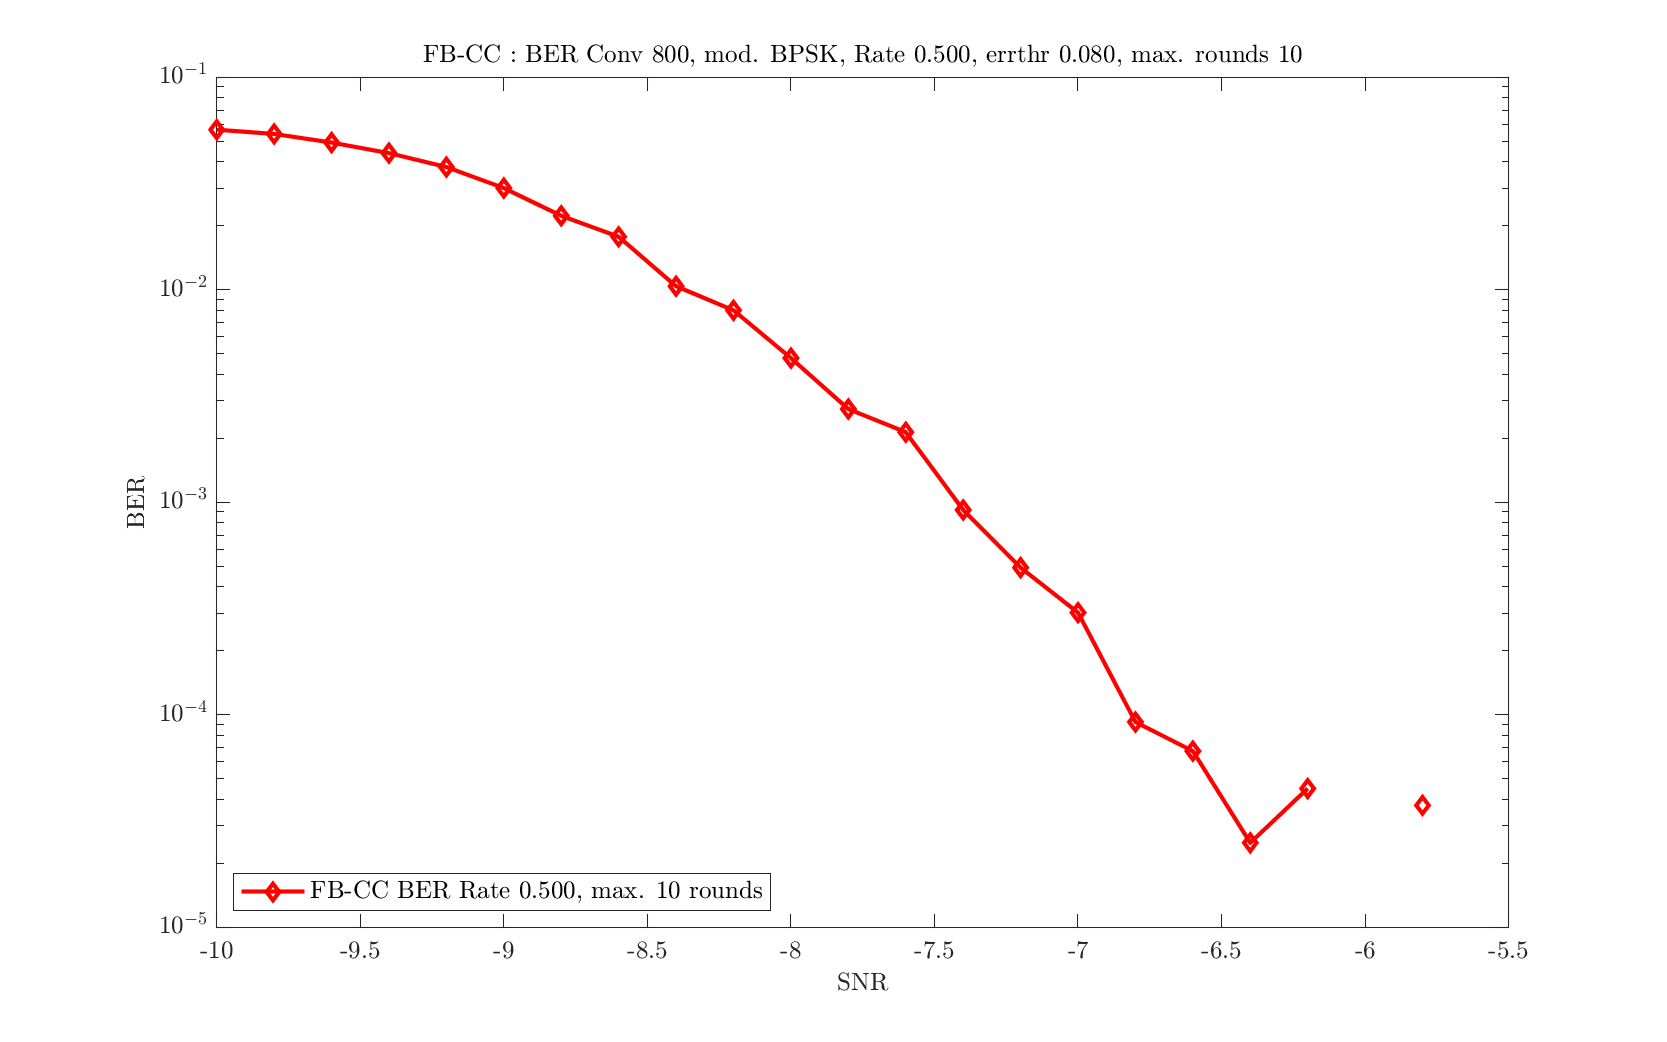 FB-CC : BER Conv 800, mod. BPSK, Rate 0.500, errthr 0.080, max. rounds 10
10^{-1}
10^{-2}
10^{-3}
10^{-4}
10^{-5}
BER
FB-CC BER Rate 0.500, max. 10 rounds
-10 -9.5 -9 -8.5 -8 -7.5 -7 -6.5 -6 -5.5
SNR